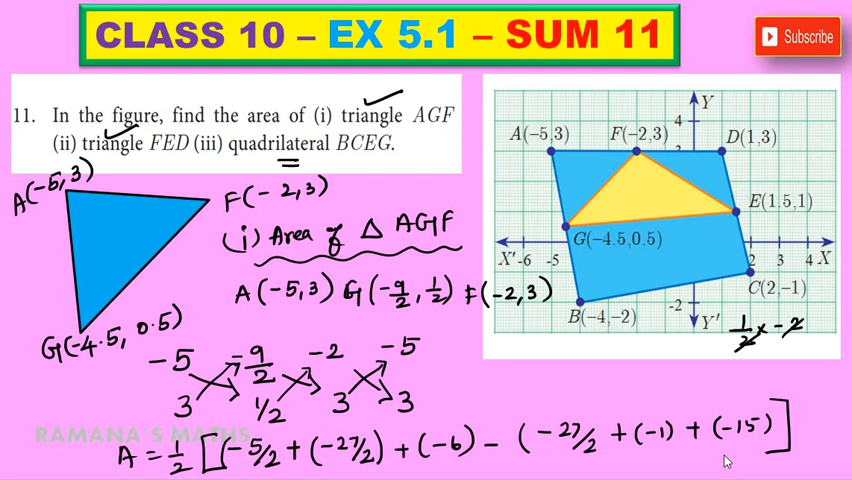 CLASS 10 – EX 5.1 – SUM 11
Subscribe
11. In the figure, find the area of (i) triangle AGF
(ii) triangle FED (iii) quadrilateral BCEG.
A(-5,3)
F(-2,3)
G(-4.5, 0.5)
(i) Area of △ AGF
A(-5,3) G(-9/2, 1/2) F(-2,3)
-5 -9/2 -2 -5
3 1/2 3 3
A = 1/2 [-5/2 + (-27/2) + (-6) - (-27/2 + (-1) + (-15)]
RAMANA'S MATHS
Y
4
3
A(−5,3) F(−2,3) D(1,3)
E(1.5,1)
G(−4.5,0.5)
X' -6 -5 2 3 4 X
C(2,−1)
-2
B(−4,−2) Y'
1/2 x -2